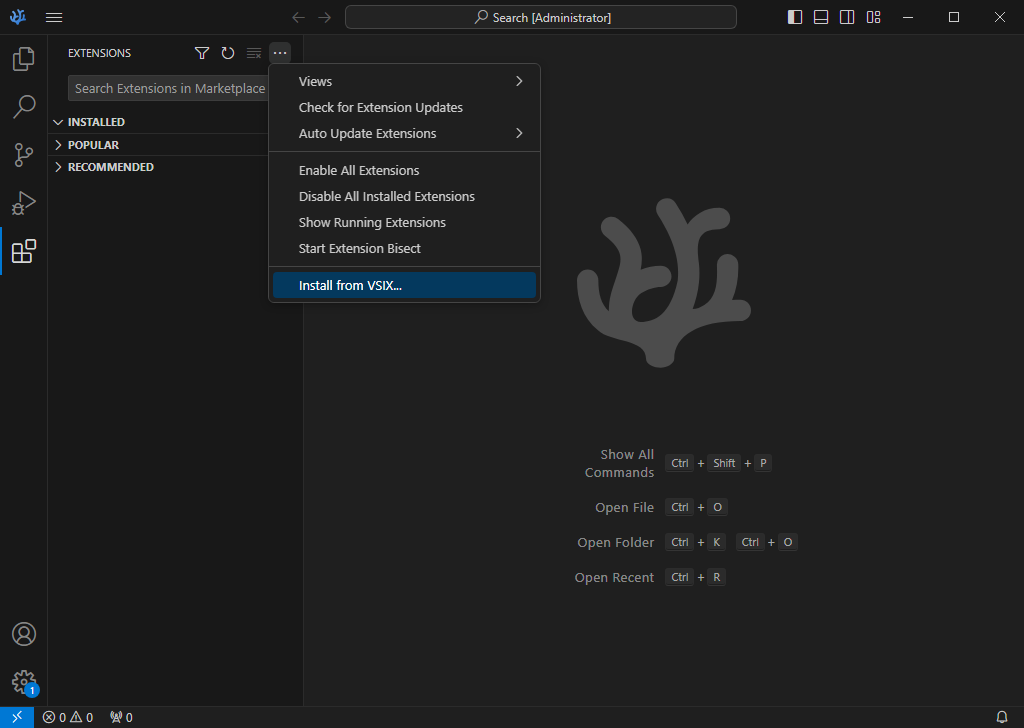 Search [Administrator]
EXTENSIONS
Search Extensions in Marketplace
INSTALLED
POPULAR
RECOMMENDED
Views
Check for Extension Updates
Auto Update Extensions
Enable All Extensions
Disable All Installed Extensions
Show Running Extensions
Start Extension Bisect
Install from VSIX...
Show All
Commands
Ctrl + Shift + P
Open File Ctrl + O
Open Folder Ctrl + K Ctrl + O
Open Recent Ctrl + R
1
0 0 0